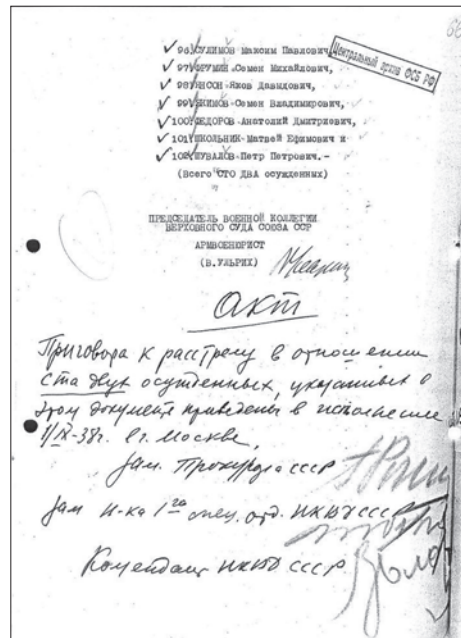 66
Центральный архив ФСБ РФ
96. СУЛИМОВ Максим Павлович,
97. ФРУМИН Семен Михайлович,
98. ЯНСОН Яков Давыдович,
99. ЯКИМОВ Семен Владимирович,
100. ФЕДОРОВ Анатолий Дмитриевич,
101. ШКОЛЬНИК Матвей Ефимович и
102. ШУВАЛОВ Петр Петрович.-
(Всего СТО ДВА осужденных)
ПРЕДСЕДАТЕЛЬ ВОЕННОЙ КОЛЛЕГИИ
ВЕРХОВНОГО СУДА СОЮЗА ССР
АРМВОЕНЮРИСТ
(В. УЛЬРИХ)
Акт
Приговора к расстрелу в отношении
ста двух осужденных, указанных в
этом документе приведены в исполнение
1/IX-38г. в г. Москве.
Зам. Прокурора СССР
Зам Н-ка 1го спец. отд. НКВД СССР
Комендант НКВД СССР